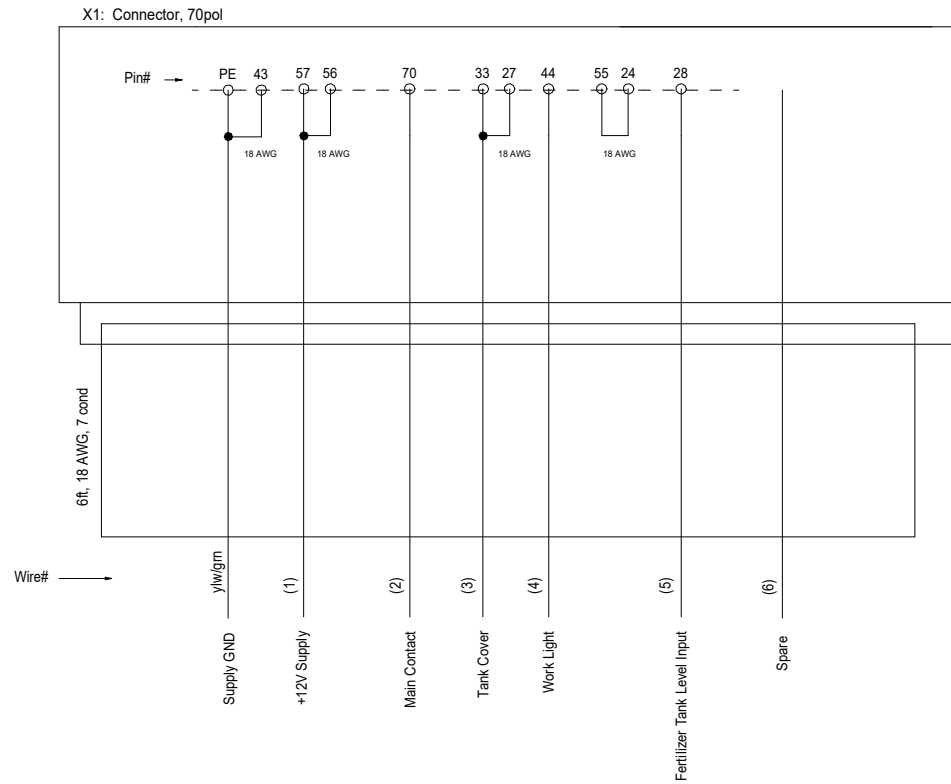 X1: Connector, 70pol
Pin# PE 43 57 56 70 33 27 44 55 24 28
18 AWG 18 AWG 18 AWG 18 AWG
6ft, 18 AWG, 7 cond
Wire# ylw/grn (1) (2) (3) (4) (5) (6)
Supply GND
+12V Supply
Main Contact
Tank Cover
Work Light
Fertilizer Tank Level Input
Spare